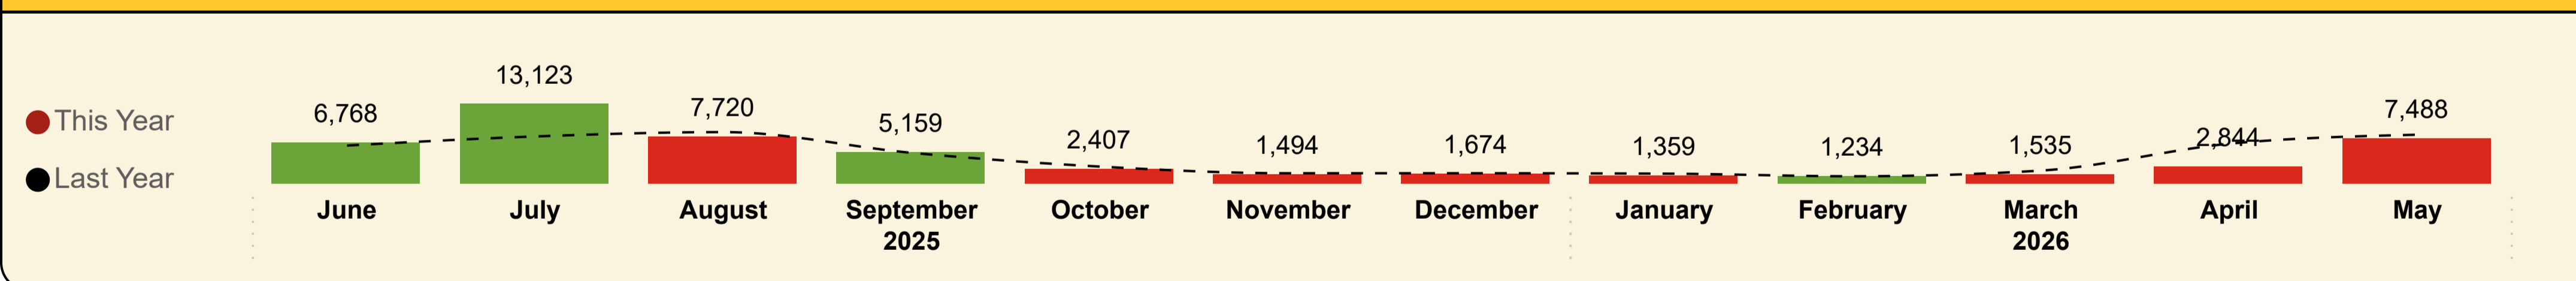 This Year
Last Year
6,768
13,123
7,720
5,159
2,407
1,494
1,674
1,359
1,234
1,535
2,844
7,488
June
July
August
September
October
November
December
January
February
March
April
May
2025
2026